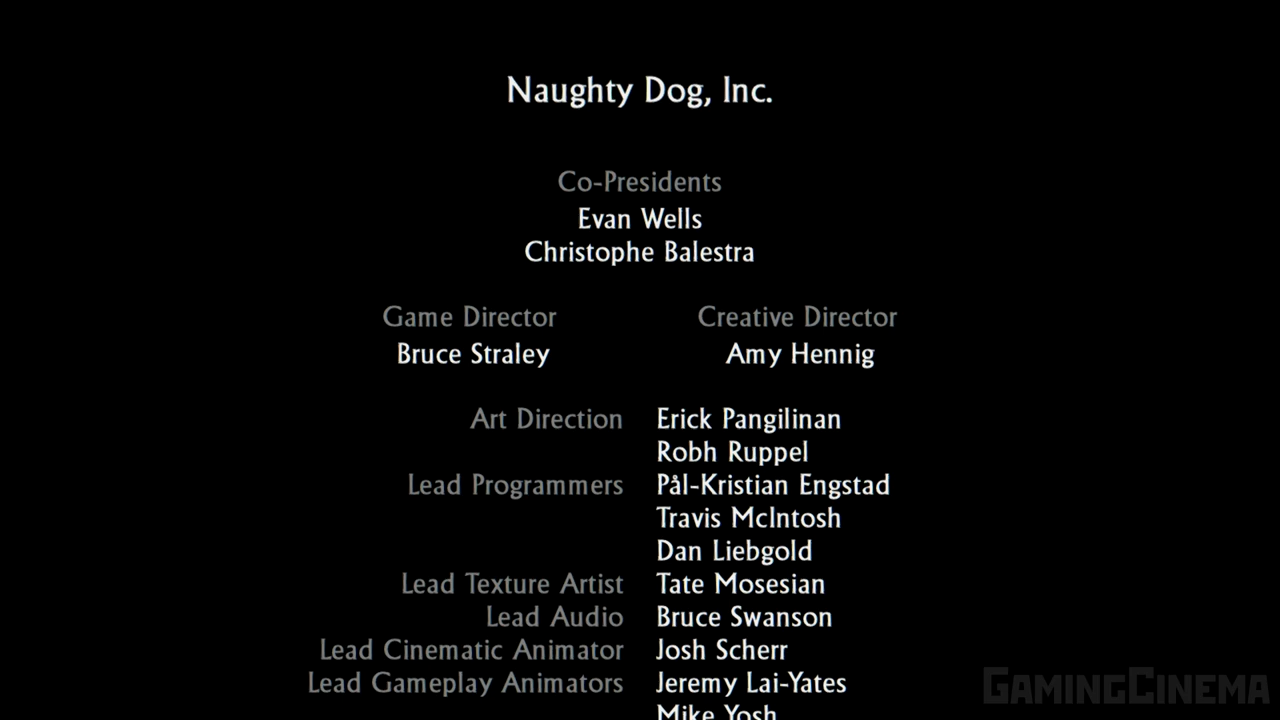 Naughty Dog, Inc.
Co-Presidents
Evan Wells
Christophe Balestra
Game Director Creative Director
Bruce Straley Amy Hennig
Art Direction Erick Pangilinan
Robh Ruppel
Lead Programmers Pål-Kristian Engstad
Travis McIntosh
Dan Liebgold
Lead Texture Artist Tate Mosesian
Lead Audio Bruce Swanson
Lead Cinematic Animator Josh Scherr
Lead Gameplay Animators Jeremy Lai-Yates
Mike Yosh
GamingCinema